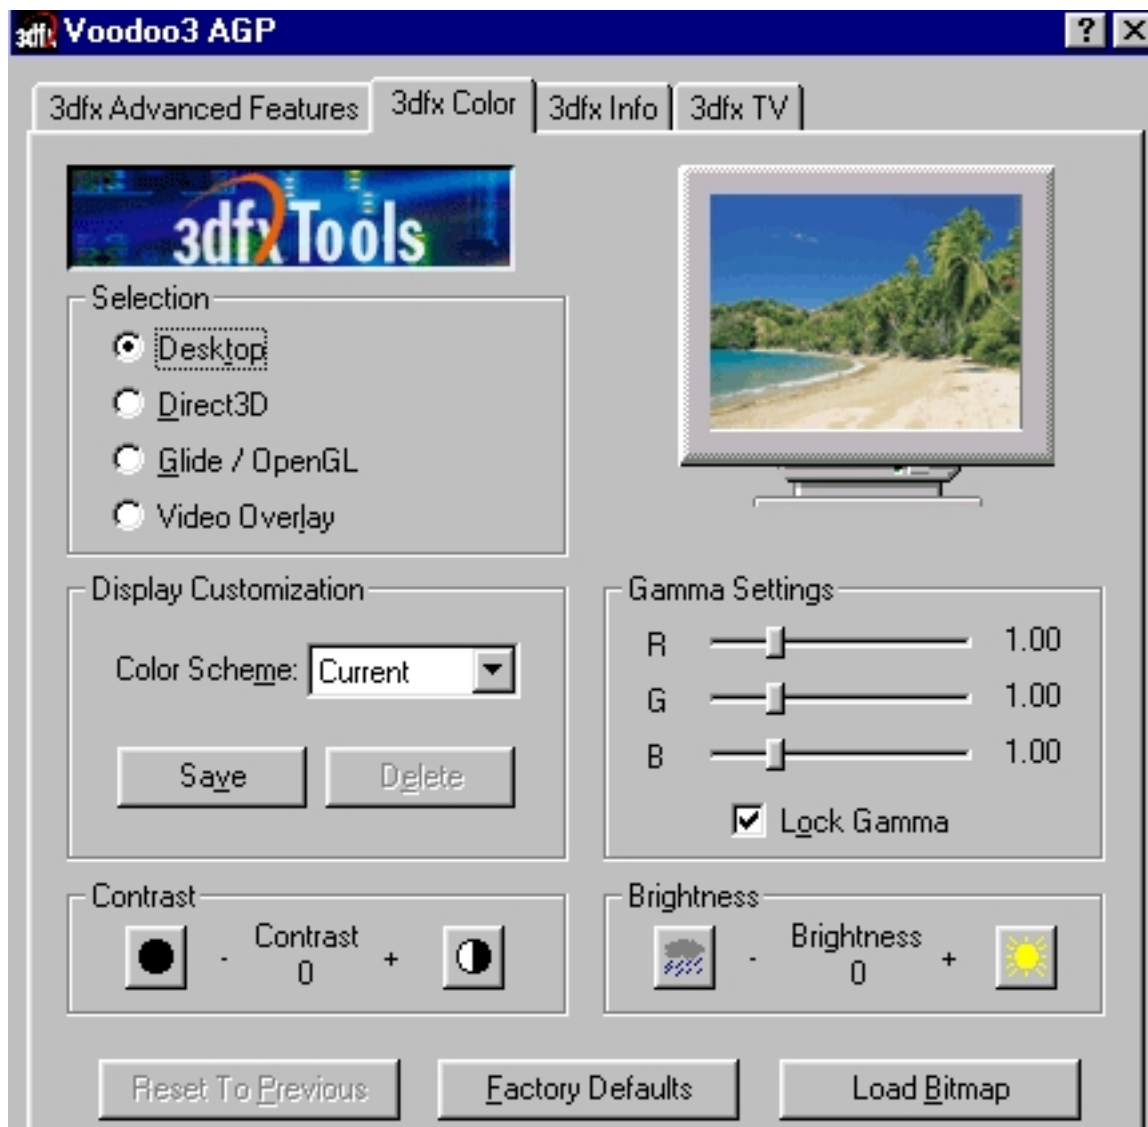 3dfx Voodoo3 AGP
3dfx Advanced Features 3dfx Color 3dfx Info 3dfx TV
3dfx Tools
Selection
Desktop
Direct3D
Glide / OpenGL
Video Overlay
Display Customization
Color Scheme: Current
Save Delete
Gamma Settings
R 1.00
G 1.00
B 1.00
Lock Gamma
Contrast
- Contrast +
0
Brightness
- Brightness +
0
Reset To Previous Factory Defaults Load Bitmap